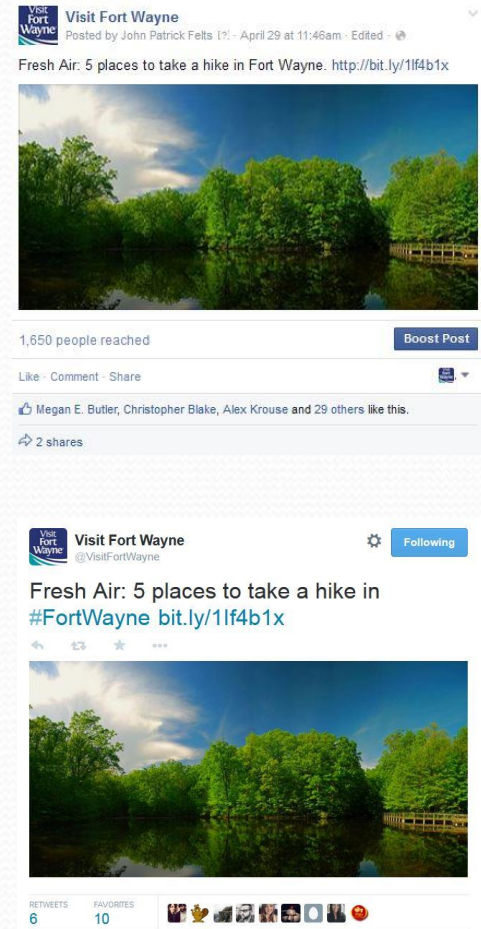 Visit
Fort
Wayne
Visit Fort Wayne
Posted by John Patrick Felts [?] · April 29 at 11:46am · Edited ·
Fresh Air: 5 places to take a hike in Fort Wayne. http://bit.ly/1If4b1x
1,650 people reached
Boost Post
Like · Comment · Share
Megan E. Butler, Christopher Blake, Alex Krouse and 29 others like this.
2 shares
Visit
Fort
Wayne
Visit Fort Wayne
@VisitFortWayne
Following
Fresh Air: 5 places to take a hike in
#FortWayne bit.ly/1If4b1x
RETWEETS FAVORITES
6 10